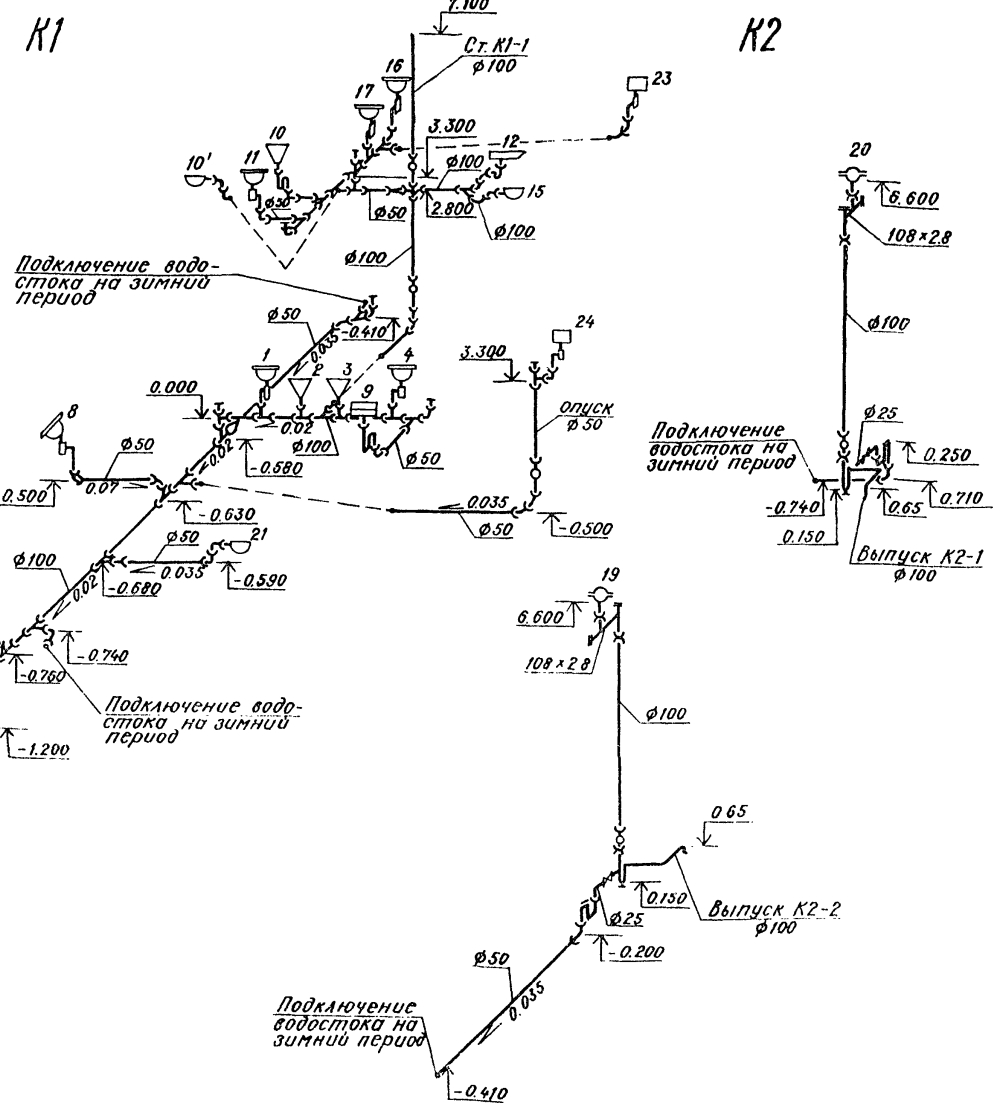 К1
К2
7.100
Ст. К1-1
ø100
16
17
23
10
3.300
12
10'
11
ø100
20
ø50
ø50
2.800
15
ø100
6.600
ø100
108×2.8
Подключение водо-
стока на зимний
период
ø50
-0.410
0.035
24
ø100
3.300
1
2
3
4
9
0.000
опуск
ø50
8
0.02
ø100
ø50
ø25
Подключение
водостока на
зимний период
0.250
ø50
0.02
-0.580
0.500
0.07
-0.740
0.65
0.710
-0.630
0.035
ø50
-0.500
0.150
ø50
21
Выпуск К2-1
ø100
ø100
0.02
0.035
-0.680
-0.590
19
6.600
-0.740
-0.760
108×2.8
Подключение водо-
стока на зимний
период
ø100
-1.200
0.65
0.150
Выпуск К2-2
ø100
ø25
-0.200
ø50
0.035
Подключение
водостока на
зимний период
-0.410